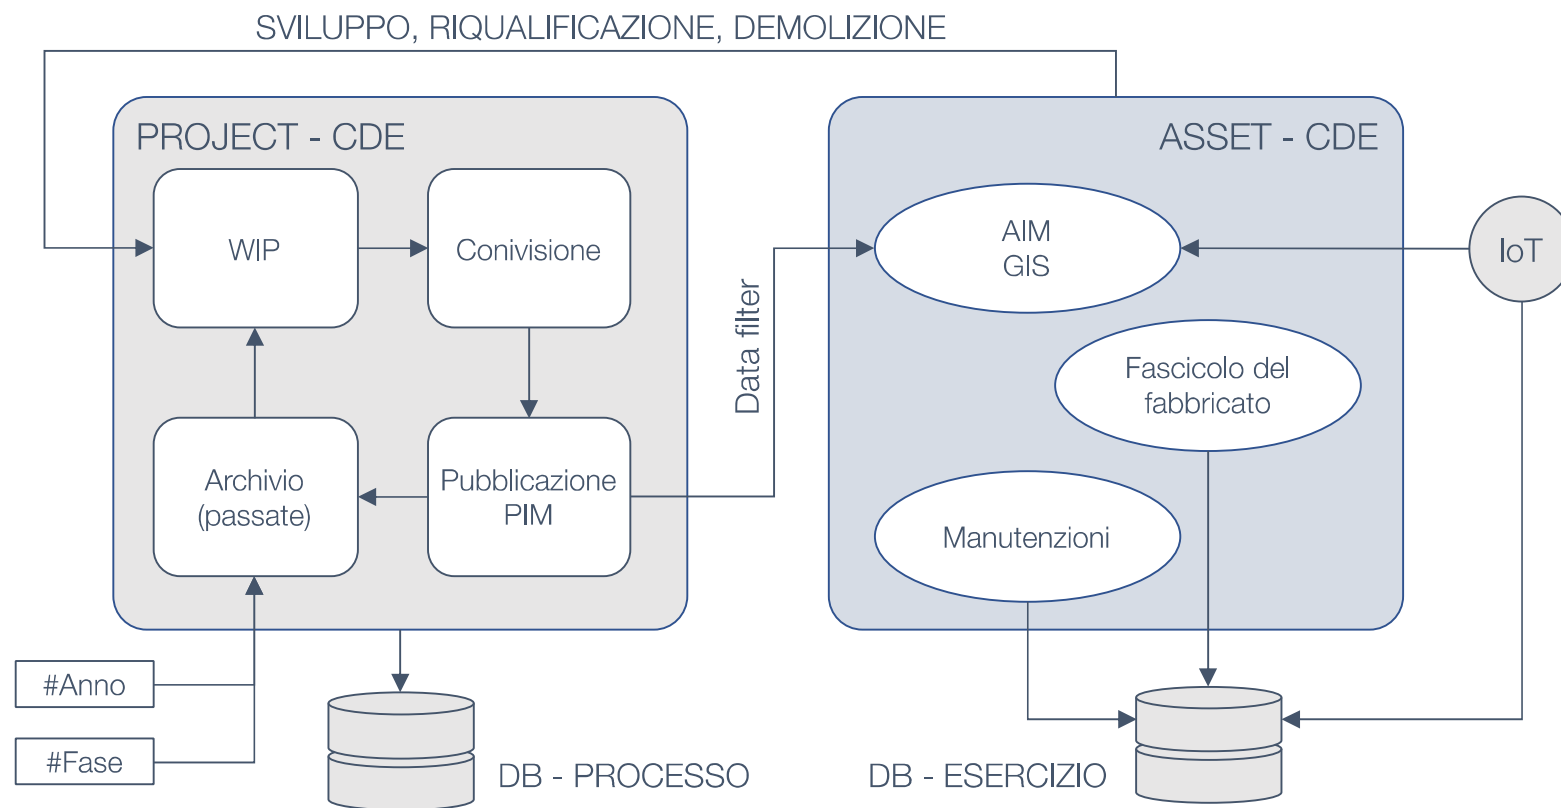 SVILUPPO, RIQUALIFICAZIONE, DEMOLIZIONE
PROJECT - CDE
WIP
Conivisione
Archivio
(passate)
Pubblicazione
PIM
#Anno
#Fase
DB - PROCESSO
Data filter
ASSET - CDE
AIM
GIS
IoT
Fascicolo del
fabbricato
Manutenzioni
DB - ESERCIZIO